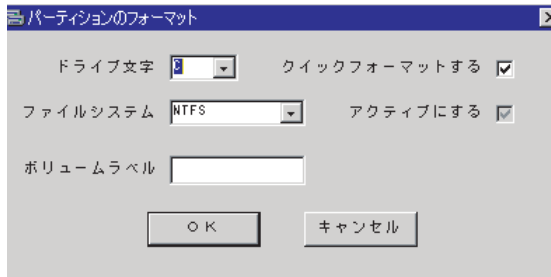 パーティションのフォーマット
ドライブ文字 C クイックフォーマットする
ファイルシステム NTFS アクティブにする
ボリュームラベル
OK キャンセル